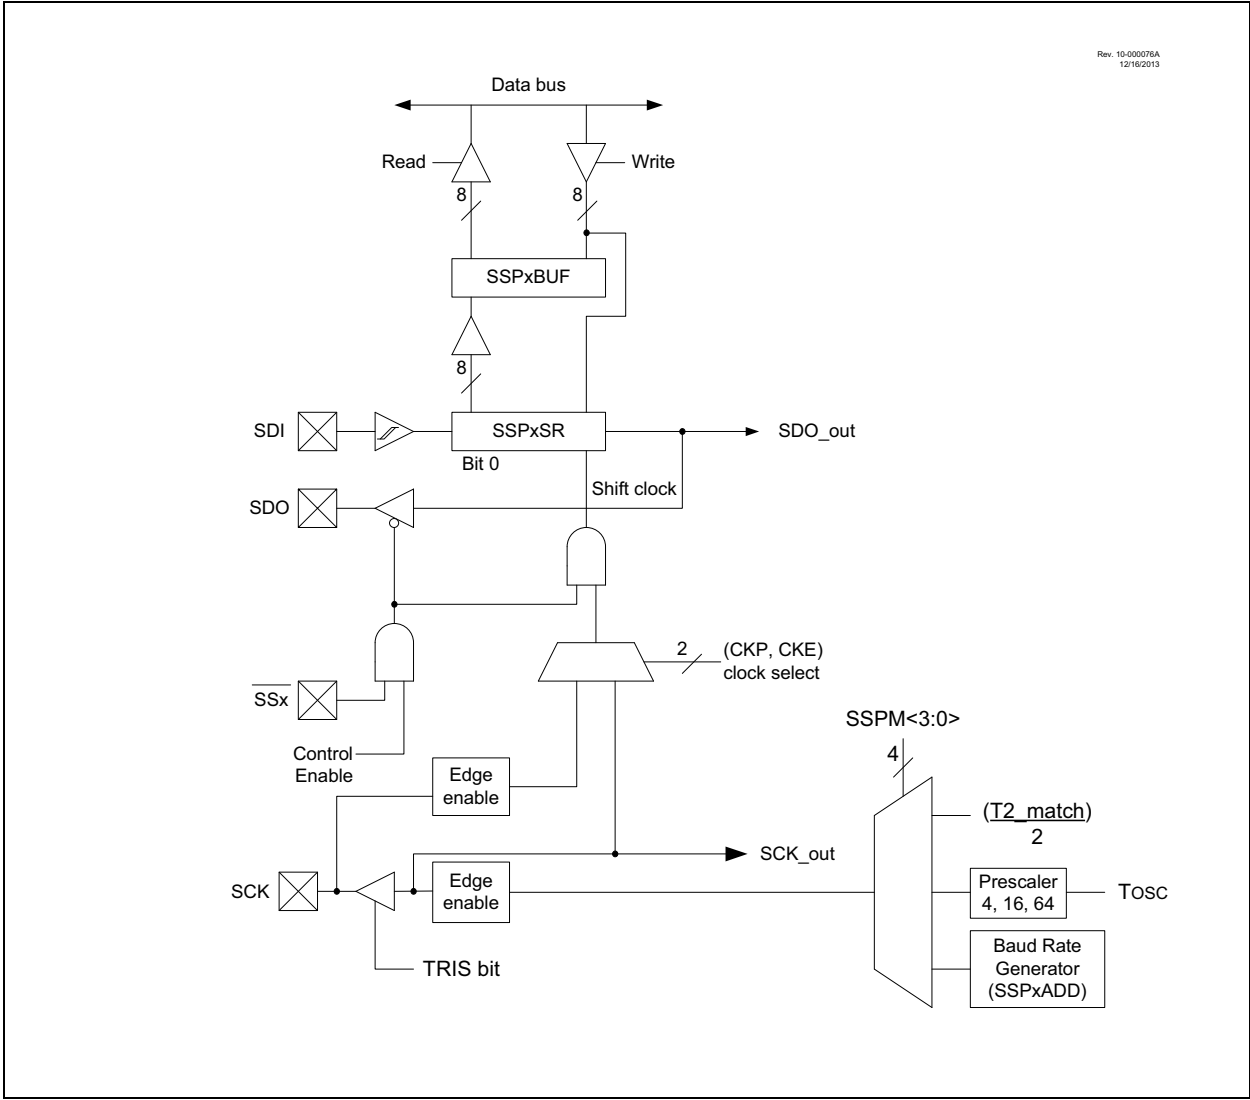 Rev. 10-000076A
12/16/2013
Data bus
Read
Write
8
8
SSPxBUF
8
SDI
SSPxSR
SDO_out
Bit 0
Shift clock
SDO
2
(CKP, CKE)
clock select
SSx
Control
Enable
SSPM<3:0>
4
Edge
enable
(T2_match)
2
SCK_out
SCK
Edge
enable
Prescaler
4, 16, 64
TOSC
TRIS bit
Baud Rate
Generator
(SSPxADD)